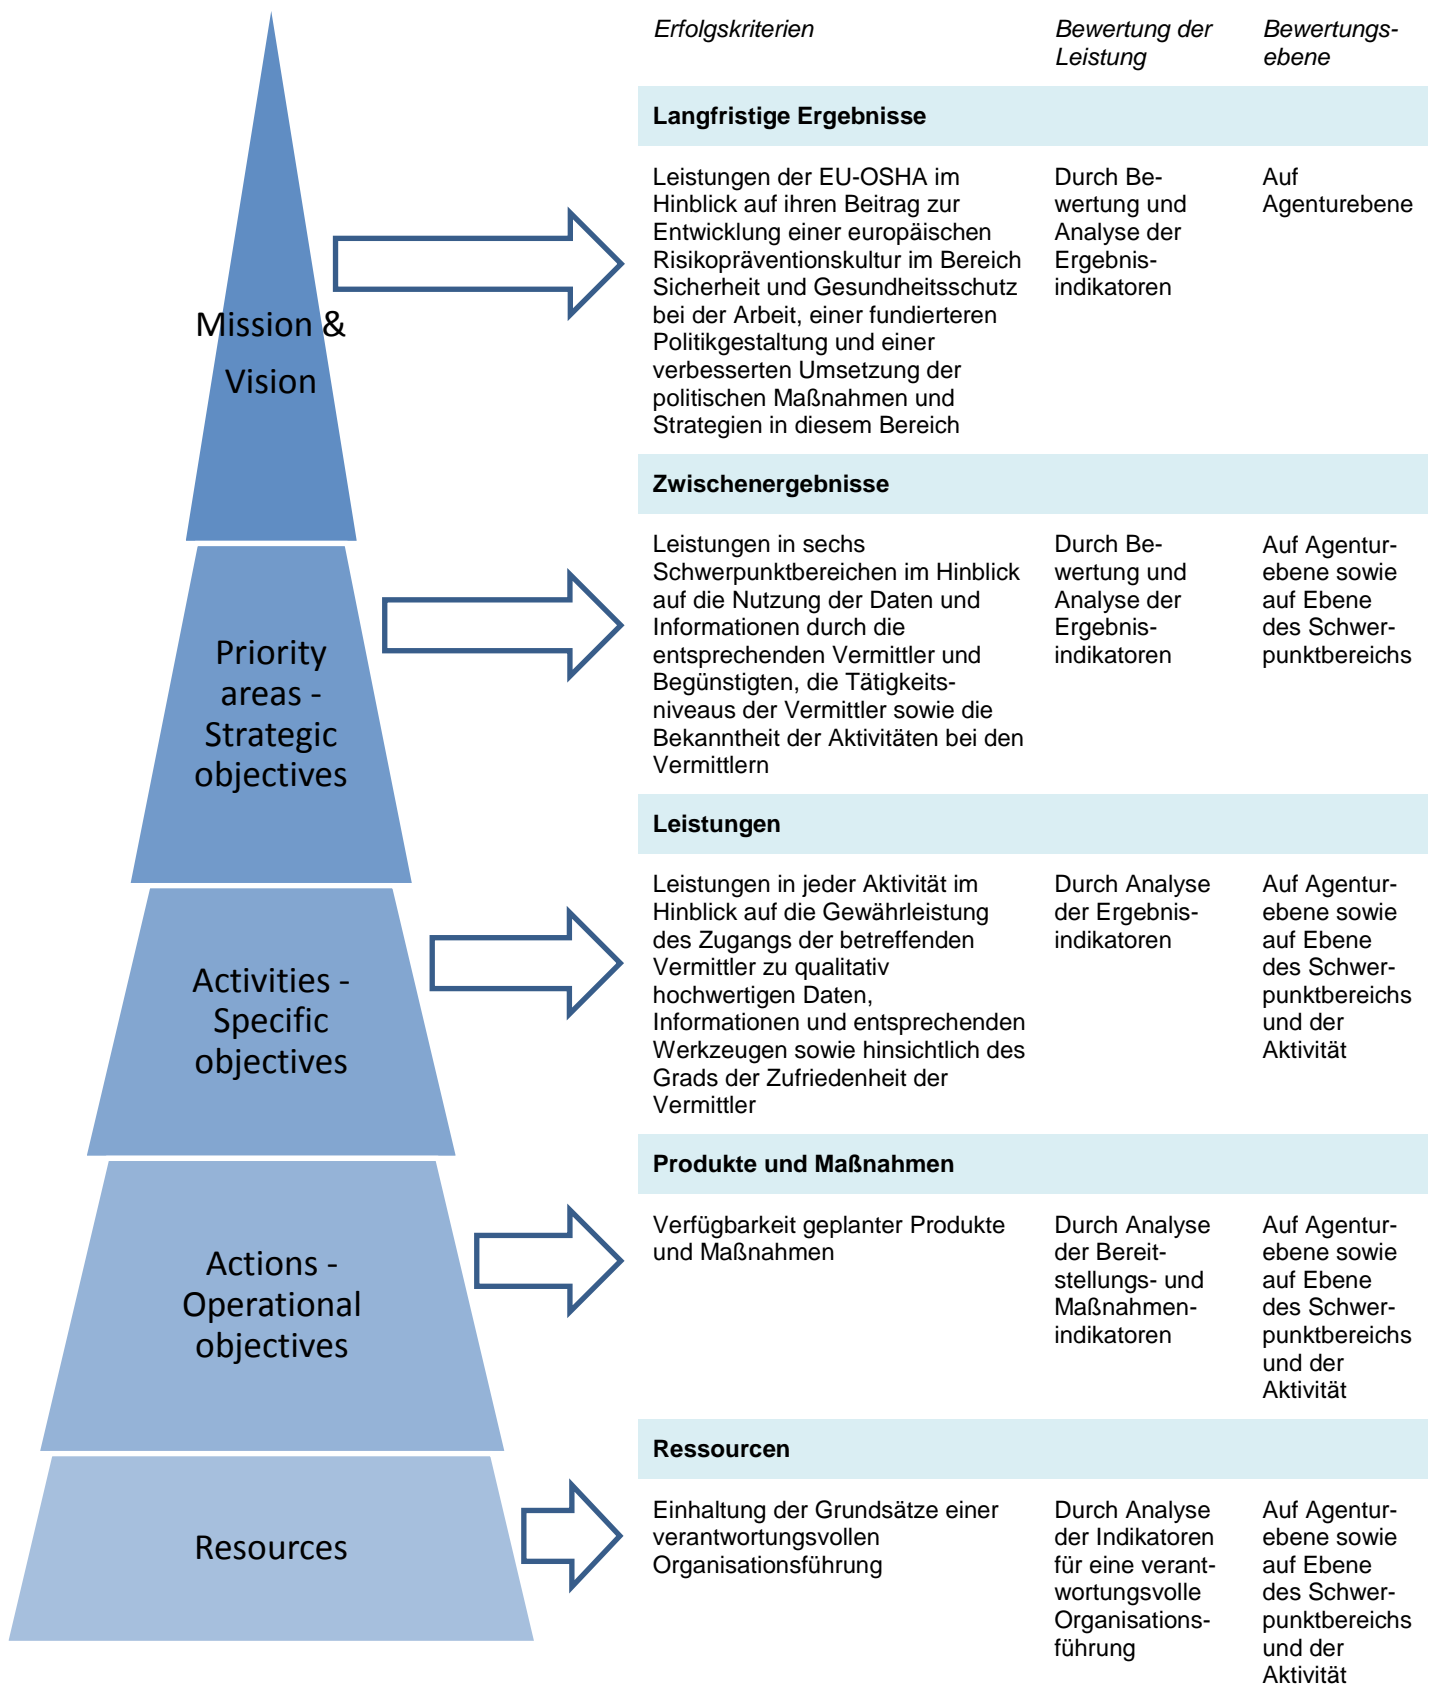 Erfolgskriterien
Bewertung der
Leistung
Bewertungs-
ebene
Langfristige Ergebnisse
Mission &
Vision
Leistungen der EU-OSHA im
Hinblick auf ihren Beitrag zur
Entwicklung einer europäischen
Risikopräventionskultur im Bereich
Sicherheit und Gesundheitsschutz
bei der Arbeit, einer fundierteren
Politikgestaltung und einer
verbesserten Umsetzung der
politischen Maßnahmen und
Strategien in diesem Bereich
Durch Be-
wertung und
Analyse der
Ergebnis-
indikatoren
Auf
Agenturebene
Zwischenergebnisse
Priority
areas -
Strategic
objectives
Leistungen in sechs
Schwerpunktbereichen im Hinblick
auf die Nutzung der Daten und
Informationen durch die
entsprechenden Vermittler und
Begünstigten, die Tätigkeits-
niveaus der Vermittler sowie die
Bekanntheit der Aktivitäten bei den
Vermittlern
Durch Be-
wertung und
Analyse der
Ergebnis-
indikatoren
Auf Agentur-
ebene sowie
auf Ebene
des Schwer-
punktbereichs
Leistungen
Activities -
Specific
objectives
Leistungen in jeder Aktivität im
Hinblick auf die Gewährleistung
des Zugangs der betreffenden
Vermittler zu qualitativ
hochwertigen Daten,
Informationen und entsprechenden
Werkzeugen sowie hinsichtlich des
Grads der Zufriedenheit der
Vermittler
Durch Analyse
der Ergebnis-
indikatoren
Auf Agentur-
ebene sowie
auf Ebene
des Schwer-
punktbereichs
und der
Aktivität
Produkte und Maßnahmen
Actions -
Operational
objectives
Verfügbarkeit geplanter Produkte
und Maßnahmen
Durch Analyse
der Bereit-
stellungs- und
Maßnahmen-
indikatoren
Auf Agentur-
ebene sowie
auf Ebene
des Schwer-
punktbereichs
und der
Aktivität
Ressourcen
Resources
Einhaltung der Grundsätze einer
verantwortungsvollen
Organisationsführung
Durch Analyse
der Indikatoren
für eine verant-
wortungsvolle
Organisations-
führung
Auf Agentur-
ebene sowie
auf Ebene
des Schwer-
punktbereichs
und der
Aktivität